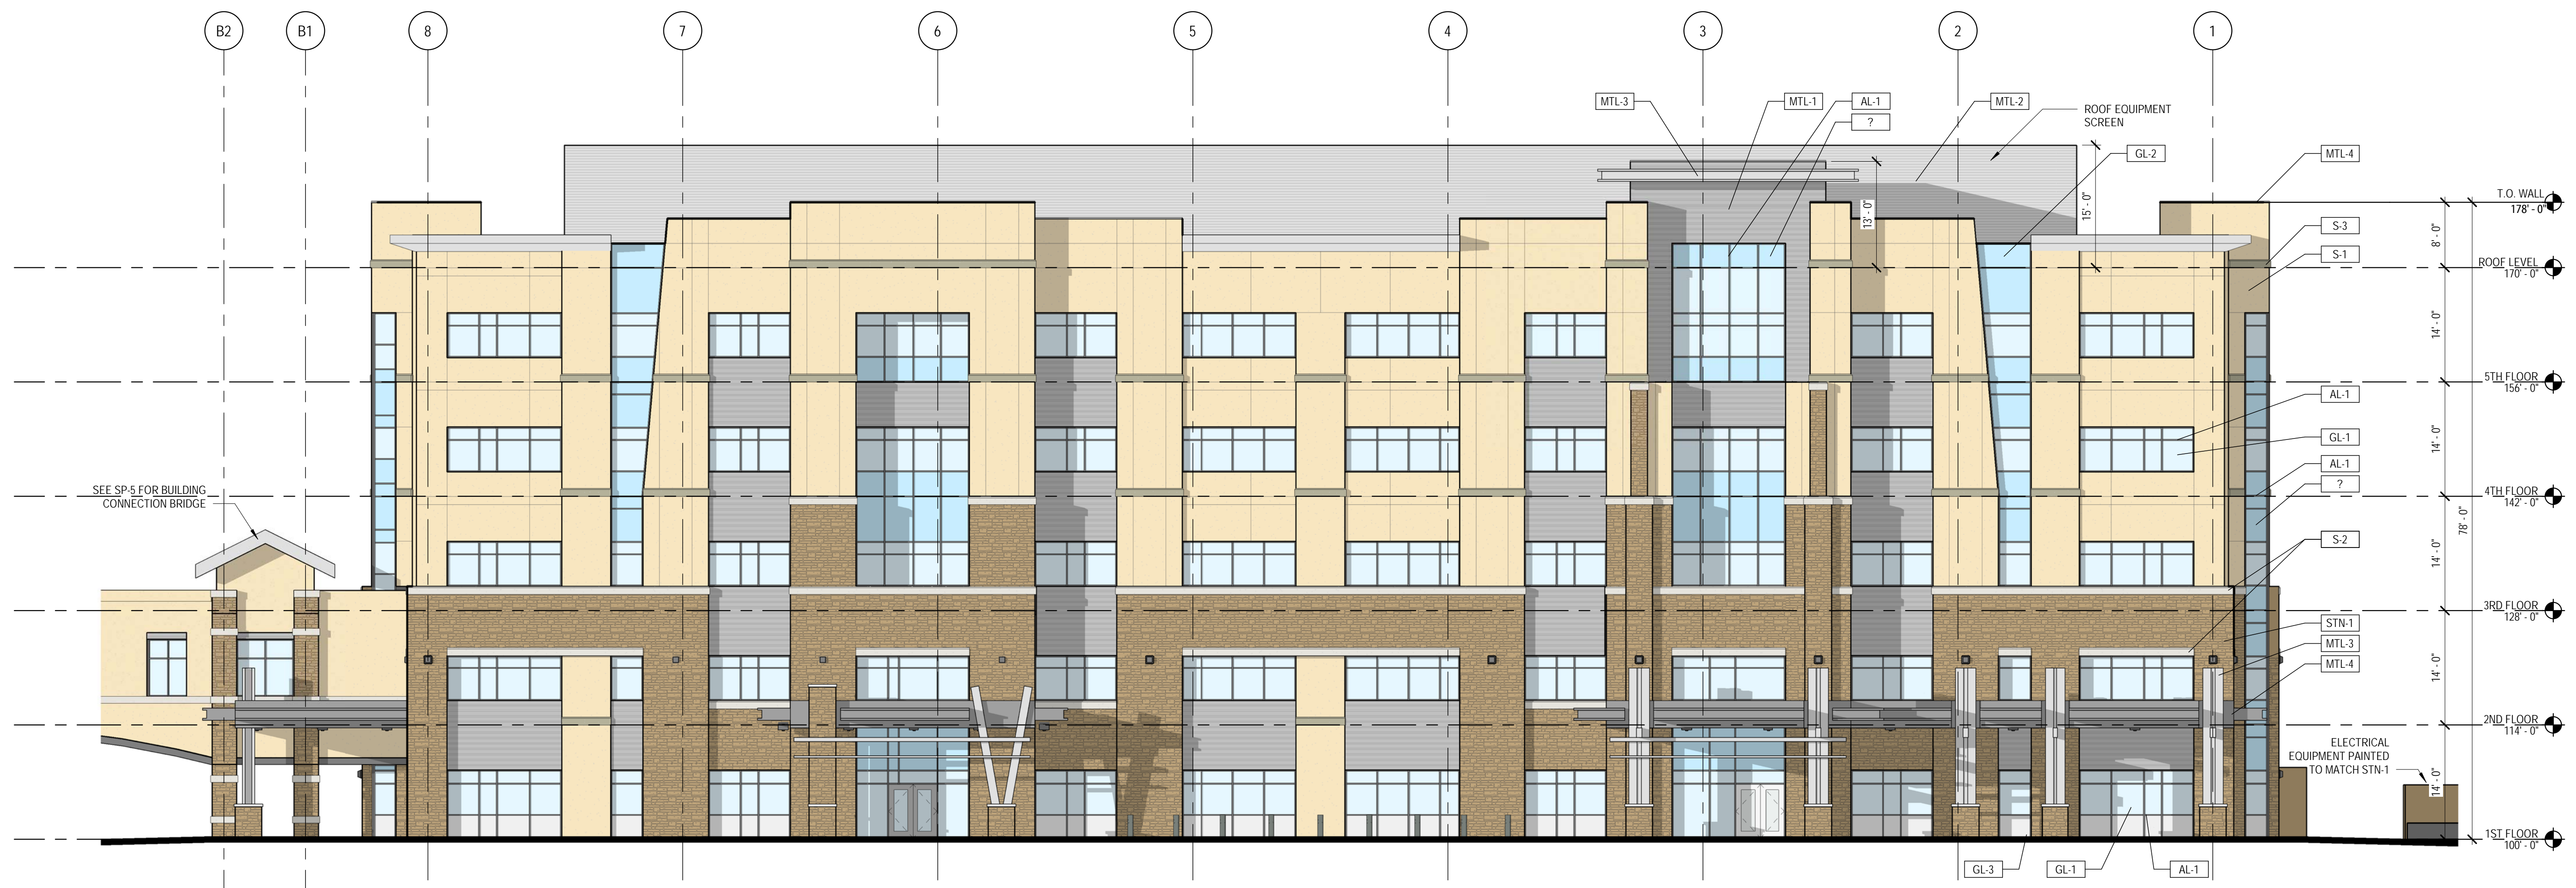 B2 B1 8 7 6 5 4 3 2 1
MTL-3
MTL-1
AL-1
MTL-2
ROOF EQUIPMENT
SCREEN
?
GL-2
MTL-4
T.O. WALL
178' - 0"
13' - 0"
15' - 0"
8' - 0"
S-3
S-1
ROOF LEVEL
170' - 0"
14' - 0"
5TH FLOOR
156' - 0"
AL-1
GL-1
14' - 0"
AL-1
?
4TH FLOOR
142' - 0"
SEE SP-5 FOR BUILDING
CONNECTION BRIDGE
78' - 0"
S-2
14' - 0"
3RD FLOOR
128' - 0"
STN-1
MTL-3
MTL-4
14' - 0"
2ND FLOOR
114' - 0"
ELECTRICAL
EQUIPMENT PAINTED
TO MATCH STN-1
14' - 0"
1ST FLOOR
100' - 0"
GL-3
GL-1
AL-1